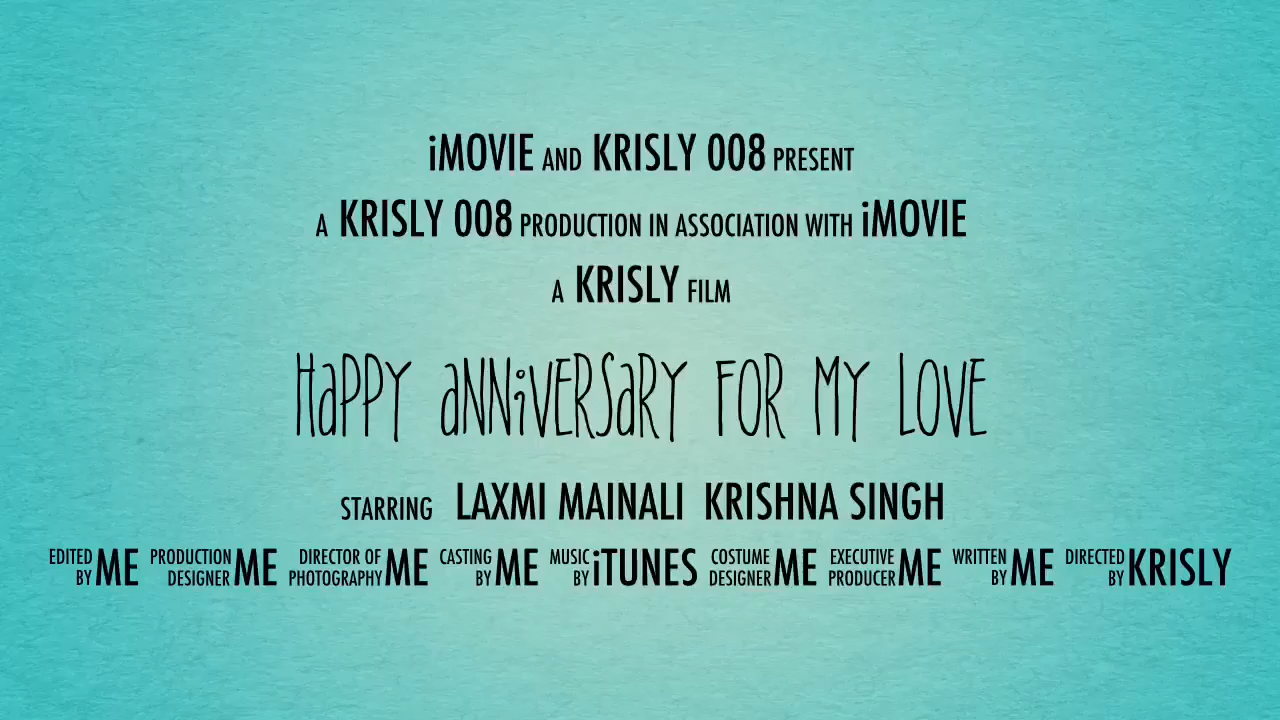 iMOVIE AND KRISLY 008 PRESENT
A KRISLY 008 PRODUCTION IN ASSOCIATION WITH iMOVIE
A KRISLY FILM
HaPPY aNNiVERSaRY FOR MY LOVE
STARRING LAXMI MAINALI KRISHNA SINGH
EDITED BY ME PRODUCTION DESIGNER ME DIRECTOR OF PHOTOGRAPHY ME CASTING BY ME MUSIC BY iTUNES COSTUME DESIGNER ME EXECUTIVE PRODUCER ME WRITTEN BY ME DIRECTED BY KRISLY